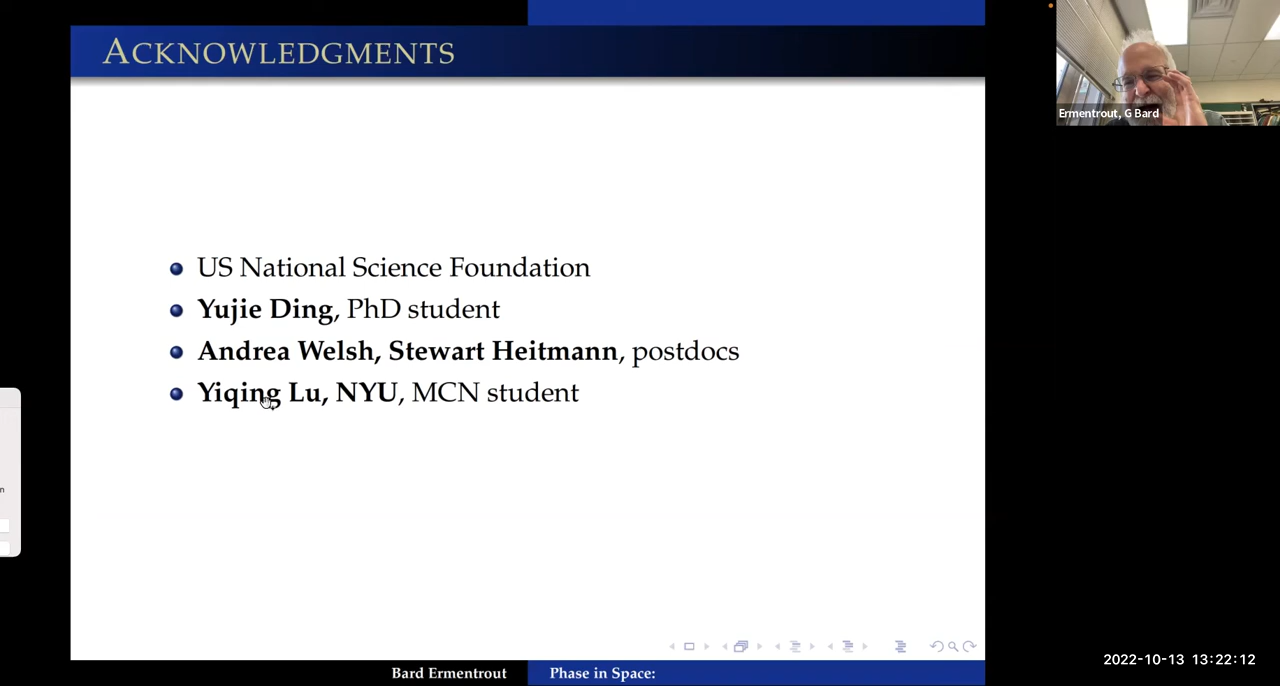 ACKNOWLEDGMENTS
Ermentrout, G Bard
US National Science Foundation
Yujie Ding, PhD student
Andrea Welsh, Stewart Heitmann, postdocs
Yiqing Lu, NYU, MCN student
n
Bard Ermentrout
Phase in Space:
2022-10-13 13:22:12